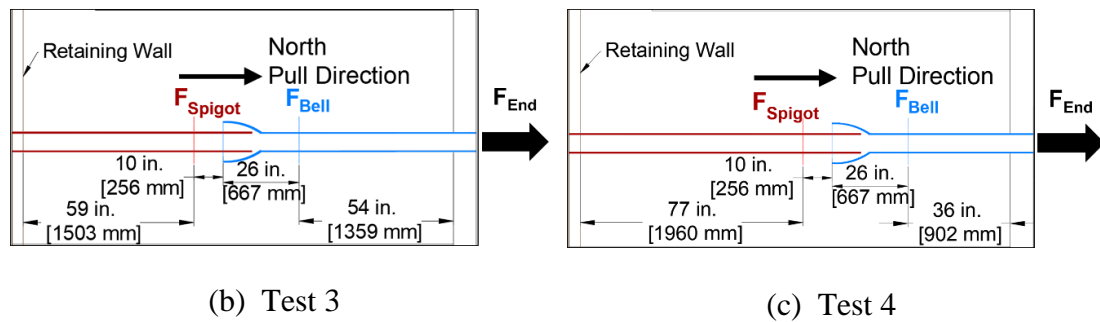 Retaining Wall
North
Pull Direction
F_Spigot
F_Bell
F_End
10 in.
[256 mm]
26 in.
[667 mm]
59 in.
[1503 mm]
54 in.
[1359 mm]
(b) Test 3
Retaining Wall
North
Pull Direction
F_Spigot
F_Bell
F_End
10 in.
[256 mm]
26 in.
[667 mm]
77 in.
[1960 mm]
36 in.
[902 mm]
(c) Test 4